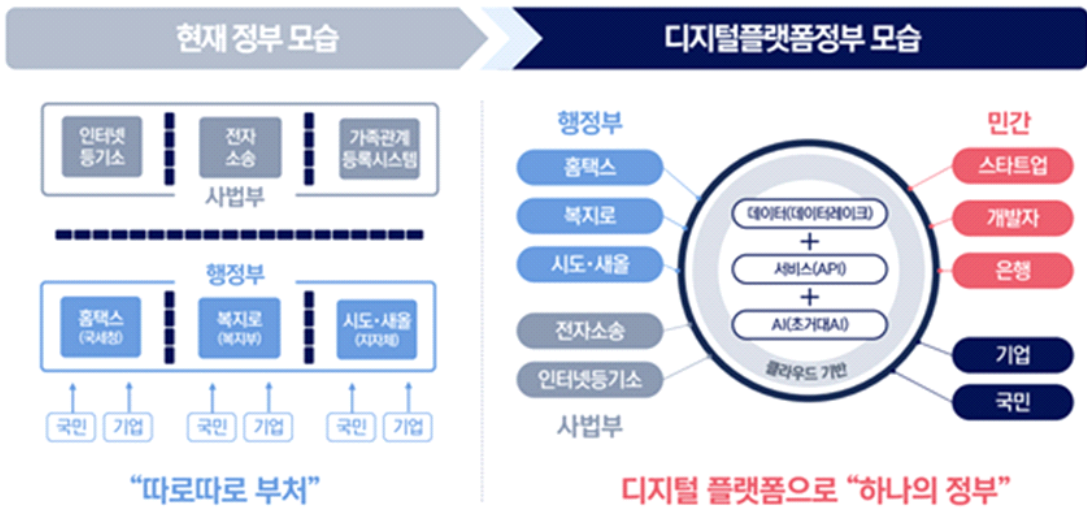 현재 정부 모습
디지털플랫폼정부 모습
인터넷
등기소
전자
소송
가족관계
등록시스템
사법부
행정부
홈택스
(국세청)
복지로
(복지부)
시도·새올
(지자체)
국민
기업
국민
기업
국민
기업
“따로따로 부처”
행정부
홈택스
복지로
시도·새올
전자소송
인터넷등기소
사법부
데이터(데이터레이크)
+
서비스(API)
+
AI(초거대AI)
클라우드 기반
민간
스타트업
개발자
은행
기업
국민
디지털 플랫폼으로 “하나의 정부”